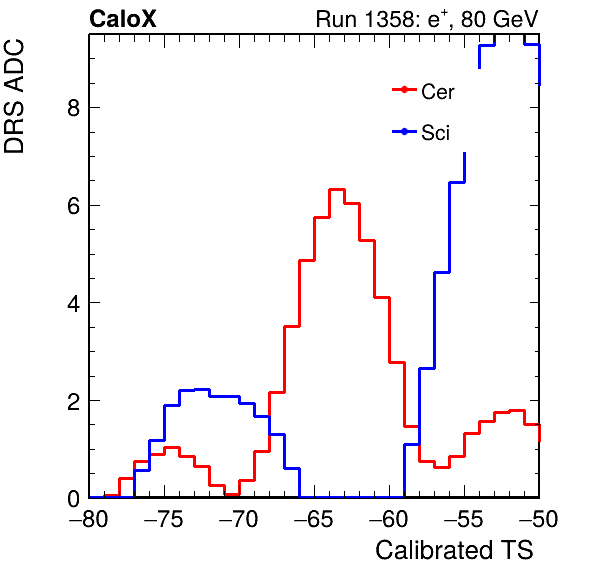 CaloX Run 1358: e⁺, 80 GeV
DRS ADC
8
6
4
2
0
Cer
Sci
−80 −75 −70 −65 −60 −55 −50
Calibrated TS